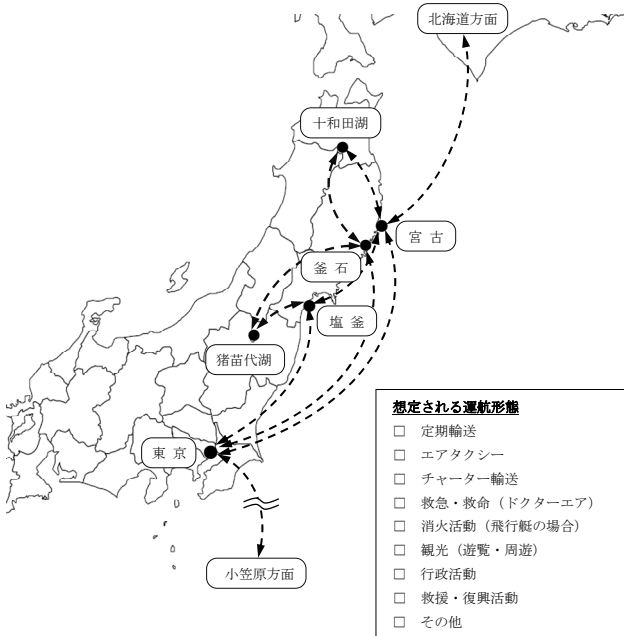 北海道方面
十和田湖
宮 古
釜 石
塩 釜
猪苗代湖
東 京
小笠原方面
想定される運航形態
□ 定期輸送
□ エアタクシー
□ チャーター輸送
□ 救急・救命（ドクターエア）
□ 消火活動（飛行艇の場合）
□ 観光（遊覧・周遊）
□ 行政活動
□ 救援・復興活動
□ その他